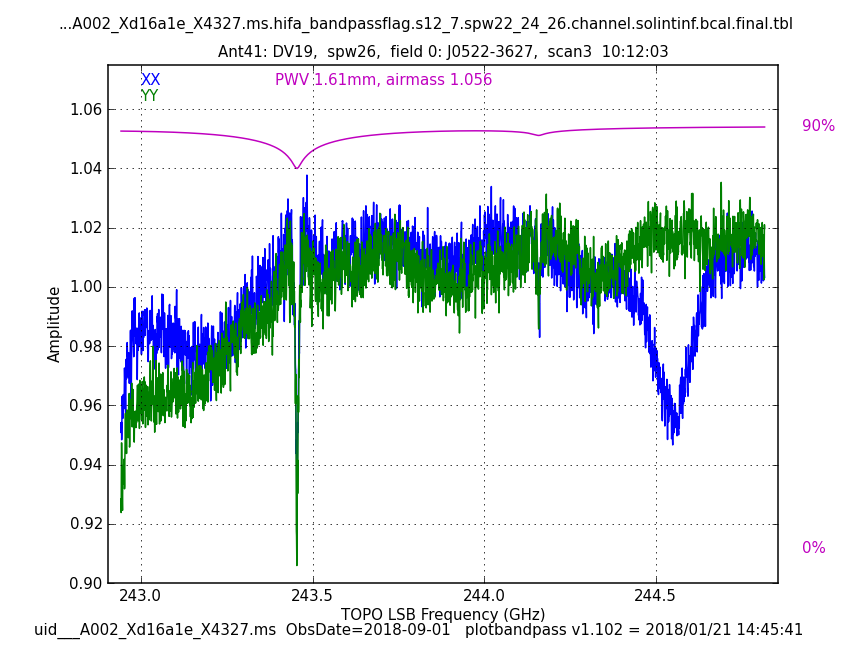 ...A002_Xd16a1e_X4327.ms.hifa_bandpassflag.s12_7.spw22_24_26.channel.solintinf.bcal.final.tbl
Ant41: DV19,  spw26,  field 0: J0522-3627,  scan3  10:12:03
XX
PWV 1.61mm, airmass 1.056
YY
1.06
90%
1.04
1.02
1.00
Amplitude
0.98
0.96
0.94
0.92
0%
0.90
243.0
243.5
244.0
244.5
TOPO LSB Frequency (GHz)
uid___A002_Xd16a1e_X4327.ms  ObsDate=2018-09-01   plotbandpass v1.102 = 2018/01/21 14:45:41